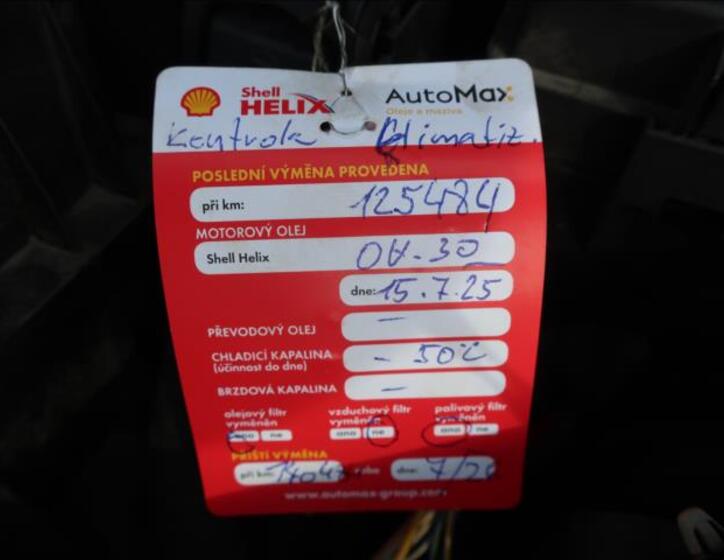 Shell HELIX AutoMax
Oleje a maziva
Kontrola klimatiz.
POSLEDNÍ VÝMĚNA PROVEDENA
při km: 125484
MOTOROVÝ OLEJ
Shell Helix 0W-30
dne: 15.7.25
PŘEVODOVÝ OLEJ –
CHLADICÍ KAPALINA - 50°C
(účinnost do dne)
BRZDOVÁ KAPALINA –
olejový filtr vyměněn vzduchový filtr vyměněn palivový filtr vyměněn
ano ne ano ne ano ne
PŘÍŠTÍ VÝMĚNA
při km: dne: 7/26
www.automax-group.com